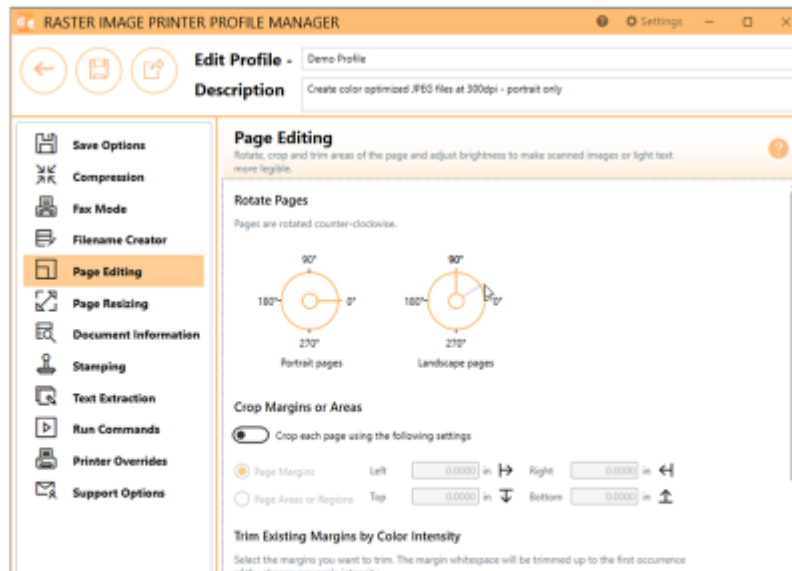 RASTER IMAGE PRINTER PROFILE MANAGER
Settings
Edit Profile - Demo Profile
Description Create color optimized JPEG files at 300dpi - portrait only
Save Options
Compression
Fax Mode
Filename Creator
Page Editing
Page Resizing
Document Information
Stamping
Text Extraction
Run Commands
Printer Overrides
Support Options
Page Editing
Rotate, crop and trim areas of the page and adjust brightness to make scanned images or light text
more legible.
Rotate Pages
Pages are rotated counter-clockwise.
90° 90°
180° 0° 180° 0°
270° 270°
Portrait pages Landscape pages
Crop Margins or Areas
Crop each page using the following settings
Page Margins Left 0.0000 in Right 0.0000 in
Page Areas or Regions Top 0.0000 in Bottom 0.0000 in
Trim Existing Margins by Color Intensity
Select the margins you want to trim. The margin whitespace will be trimmed up to the first occurrence